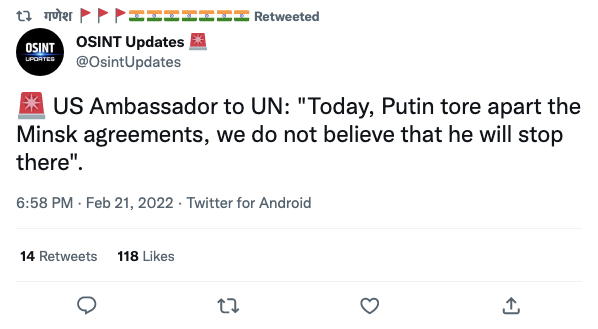 गणेश 🚩🚩🚩🇮🇳🇮🇳🇮🇳🇮🇳🇮🇳🇮🇳🇮🇳 Retweeted
OSINT
UPDATES
OSINT Updates 🚨
@OsintUpdates
🚨 US Ambassador to UN: "Today, Putin tore apart the
Minsk agreements, we do not believe that he will stop
there".
6:58 PM · Feb 21, 2022 · Twitter for Android
14 Retweets 118 Likes